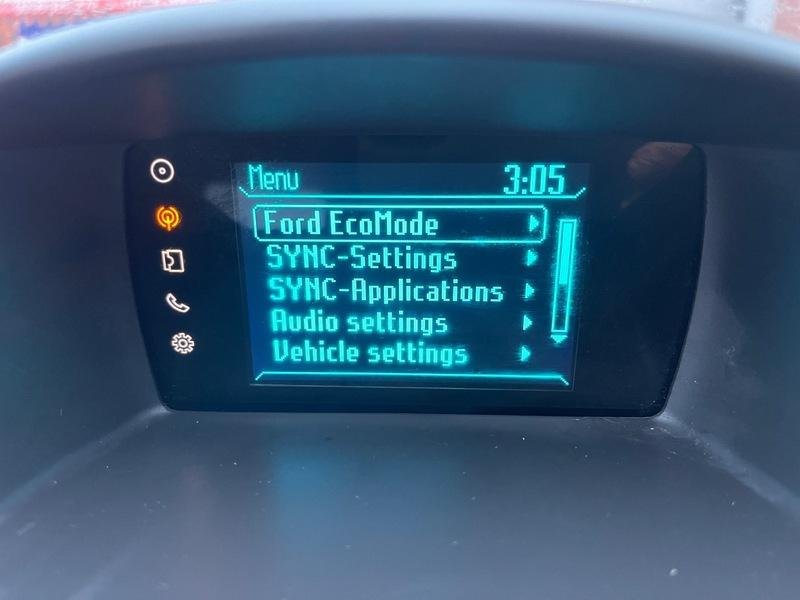 Menu 3:05
Ford EcoMode
SYNC-Settings
SYNC-Applications
Audio settings
Vehicle settings